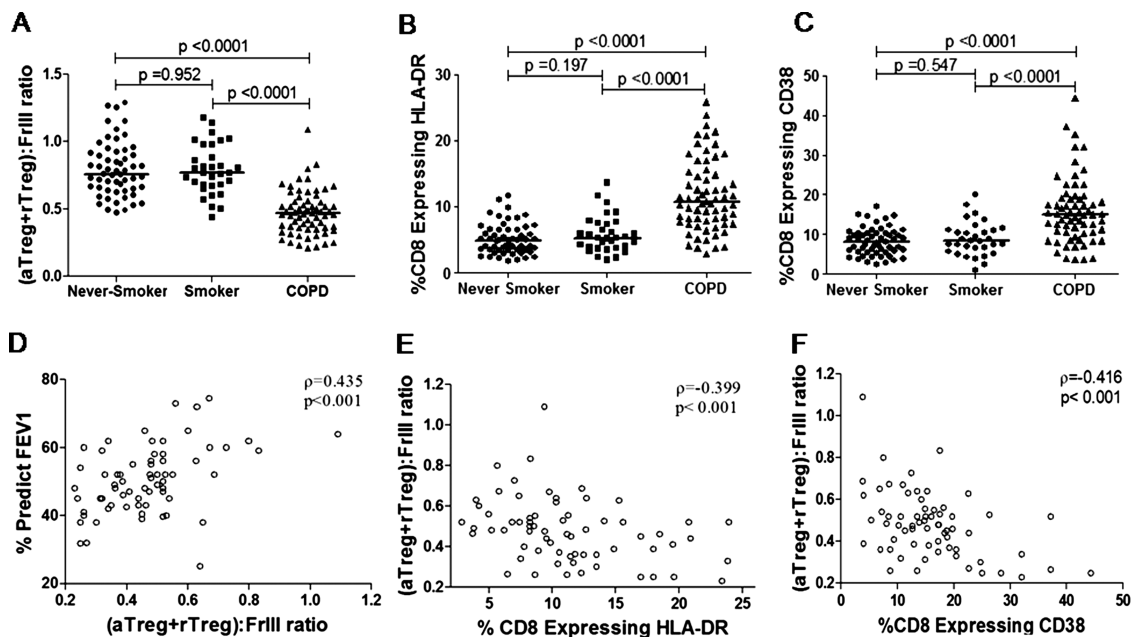 A
p <0.0001
p =0.952
p <0.0001
(aTreg+rTreg):FrIII ratio
1.5
1.0
0.5
0.0
Never-Smoker Smoker COPD
B
p <0.0001
p =0.197
p <0.0001
%CD8 Expressing HLA-DR
30
20
10
0
Never Smoker Smoker COPD
C
p <0.0001
p =0.547
p <0.0001
%CD8 Expressing CD38
50
40
30
20
10
0
Never Smoker Smoker COPD
D
ρ=0.435
p<0.001
% Predict FEV1
80
60
40
20
0.2 0.4 0.6 0.8 1.0 1.2
(aTreg+rTreg):FrIII ratio
E
ρ=-0.399
p< 0.001
(aTreg+rTreg):FrIII ratio
1.2
1.0
0.8
0.6
0.4
0.2
5 10 15 20 25
% CD8 Expressing HLA-DR
F
ρ=-0.416
p< 0.001
(aTreg+rTreg):FrIII ratio
1.2
1.0
0.8
0.6
0.4
0.2
0 10 20 30 40 50
%CD8 Expressing CD38